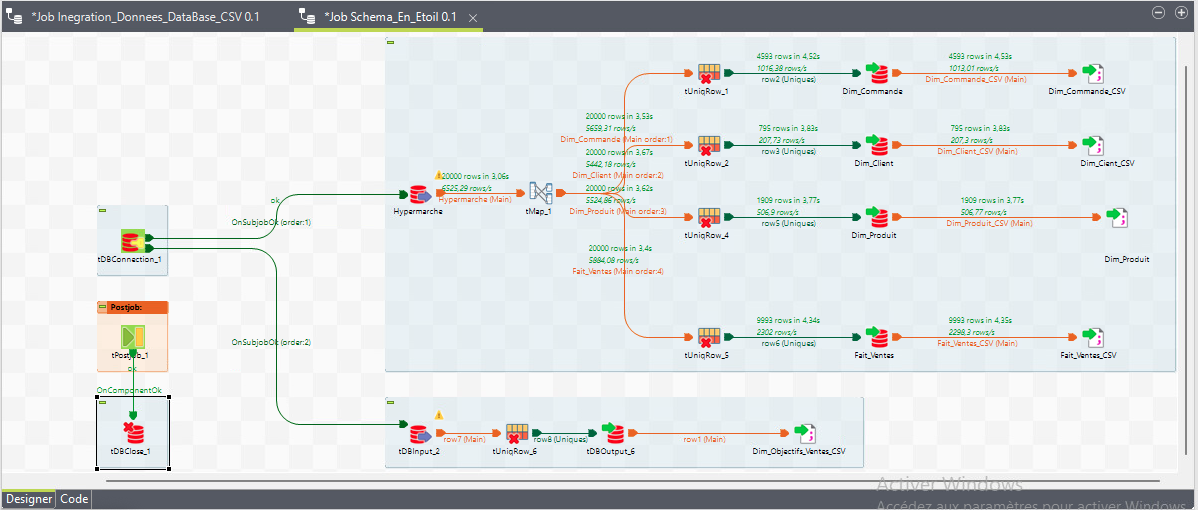 *Job Inegration_Donnees_DataBase_CSV 0.1
*Job Schema_En_Etoil 0.1
4593 rows in 4,52s
1016,38 rows/s
row2 (Uniques)
4593 rows in 4,53s
1013,01 rows/s
Dim_Commande_CSV (Main)
tUniqRow_1
Dim_Commande
Dim_Commande_CSV
20000 rows in 3,53s
5659,31 rows/s
Dim_Commande (Main order:1)
795 rows in 3,83s
207,73 rows/s
row3 (Uniques)
795 rows in 3,83s
207,3 rows/s
Dim_Client_CSV (Main)
20000 rows in 3,67s
5442,18 rows/s
Dim_Client (Main order:2)
tUniqRow_2
Dim_Client
Dim_Cient_CSV
20000 rows in 3,06s
6525,29 rows/s
Hypermarche (Main)
20000 rows in 3,62s
5524,86 rows/s
Dim_Produit (Main order:3)
Hypermarche
tMap_1
1909 rows in 3,77s
506,9 rows/s
row5 (Uniques)
1909 rows in 3,77s
506,77 rows/s
Dim_Produit_CSV (Main)
tUniqRow_4
Dim_Produit
Dim_Produit
ok
OnSubjobOk (order:1)
tDBConnection_1
20000 rows in 3,4s
5884,08 rows/s
Fait_Ventes (Main order:4)
Postjob:
tPostjob_1
ok
OnComponentOk
tDBClose_1
OnSubjobOk (order:2)
9993 rows in 4,34s
2302 rows/s
row6 (Uniques)
9993 rows in 4,35s
2298,3 rows/s
Fait_Ventes_CSV (Main)
tUniqRow_5
Fait_Ventes
Fait_Ventes_CSV
row7 (Main)
row8 (Uniques)
row1 (Main)
tDBInput_2
tUniqRow_6
tDBOutput_6
Dim_Objectifs_Ventes_CSV
Designer
Code
Activer Windows
Accédez aux paramètres pour activer Windows